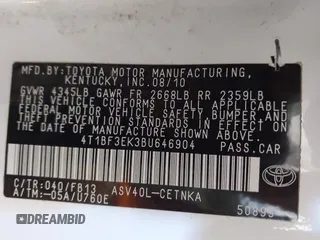 MFD.BY:TOYOTA MOTOR MANUFACTURING,
KENTUCKY,INC.08/10
GVWR 4345LB GAWR FR 2668LB RR 2359LB
THIS VEHICLE CONFORMS TO ALL APPLICABLE
FEDERAL MOTOR VEHICLE SAFETY, BUMPER, AND
THEFT PREVENTION STANDARDS IN EFFECT ON
THE DATE OF MANUFACTURE SHOWN ABOVE.
4T1BF3EK3BU646904 PASS.CAR
C/TR:040/FB13 ASV40L-CETNKA
A/TM:-05A/U760E
TOYOTA
© DREAMBID